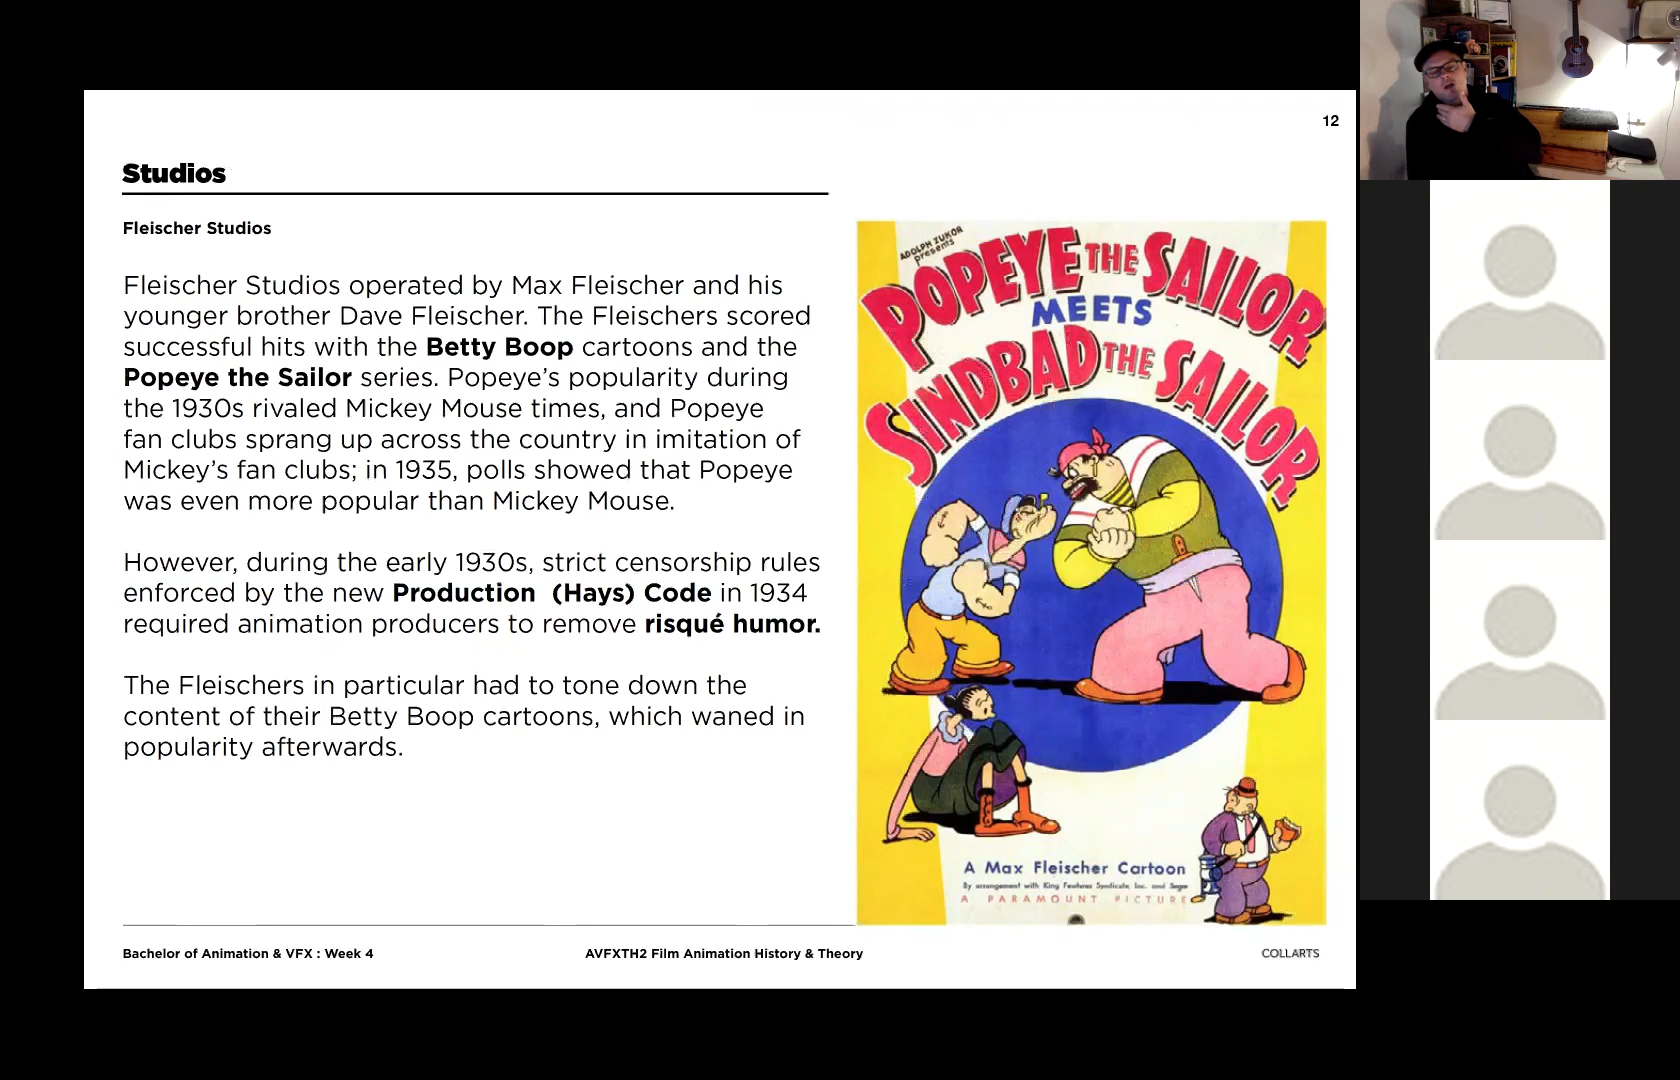 12
Studios
Fleischer Studios
Fleischer Studios operated by Max Fleischer and his
younger brother Dave Fleischer. The Fleischers scored
successful hits with the Betty Boop cartoons and the
Popeye the Sailor series. Popeye’s popularity during
the 1930s rivaled Mickey Mouse times, and Popeye
fan clubs sprang up across the country in imitation of
Mickey’s fan clubs; in 1935, polls showed that Popeye
was even more popular than Mickey Mouse.
However, during the early 1930s, strict censorship rules
enforced by the new Production (Hays) Code in 1934
required animation producers to remove risqué humor.
The Fleischers in particular had to tone down the
content of their Betty Boop cartoons, which waned in
popularity afterwards.
ADOLPH ZUKOR
presents
POPEYE THE SAILOR
MEETS
SINDBAD THE SAILOR
A Max Fleischer Cartoon
By arrangement with King Features Syndicate, Inc. and Segar
A PARAMOUNT PICTURE
Bachelor of Animation & VFX : Week 4
AVFXTH2 Film Animation History & Theory
COLLARTS